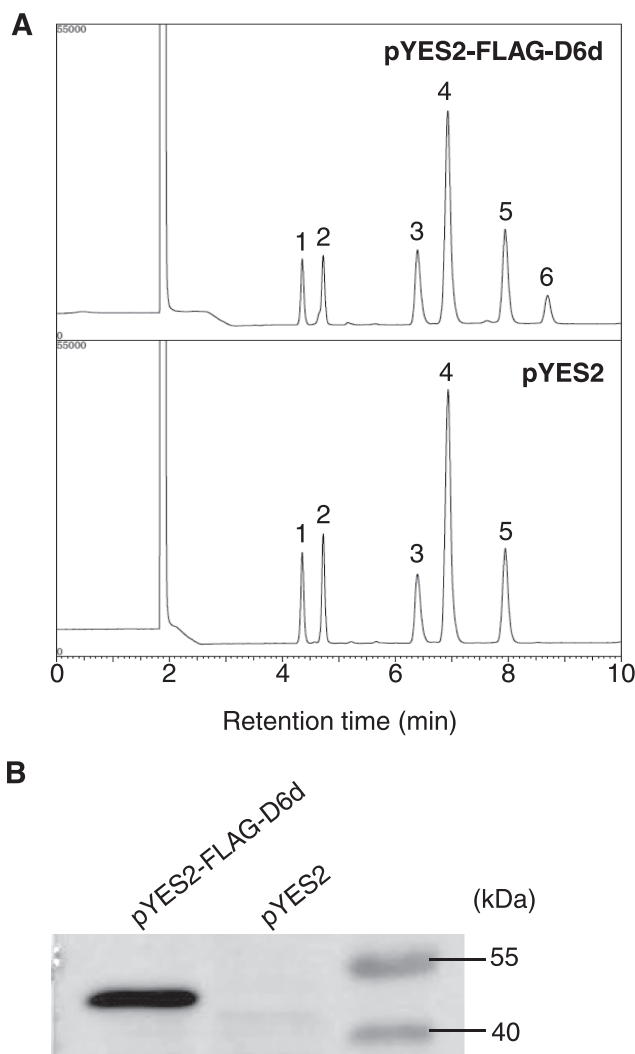 A
55000
pYES2-FLAG-D6d
1 2 3 4 5 6
0
55000
pYES2
1 2 3 4 5
0
0 2 4 6 8 10
Retention time (min)
B
pYES2-FLAG-D6d
pYES2
(kDa)
55
40